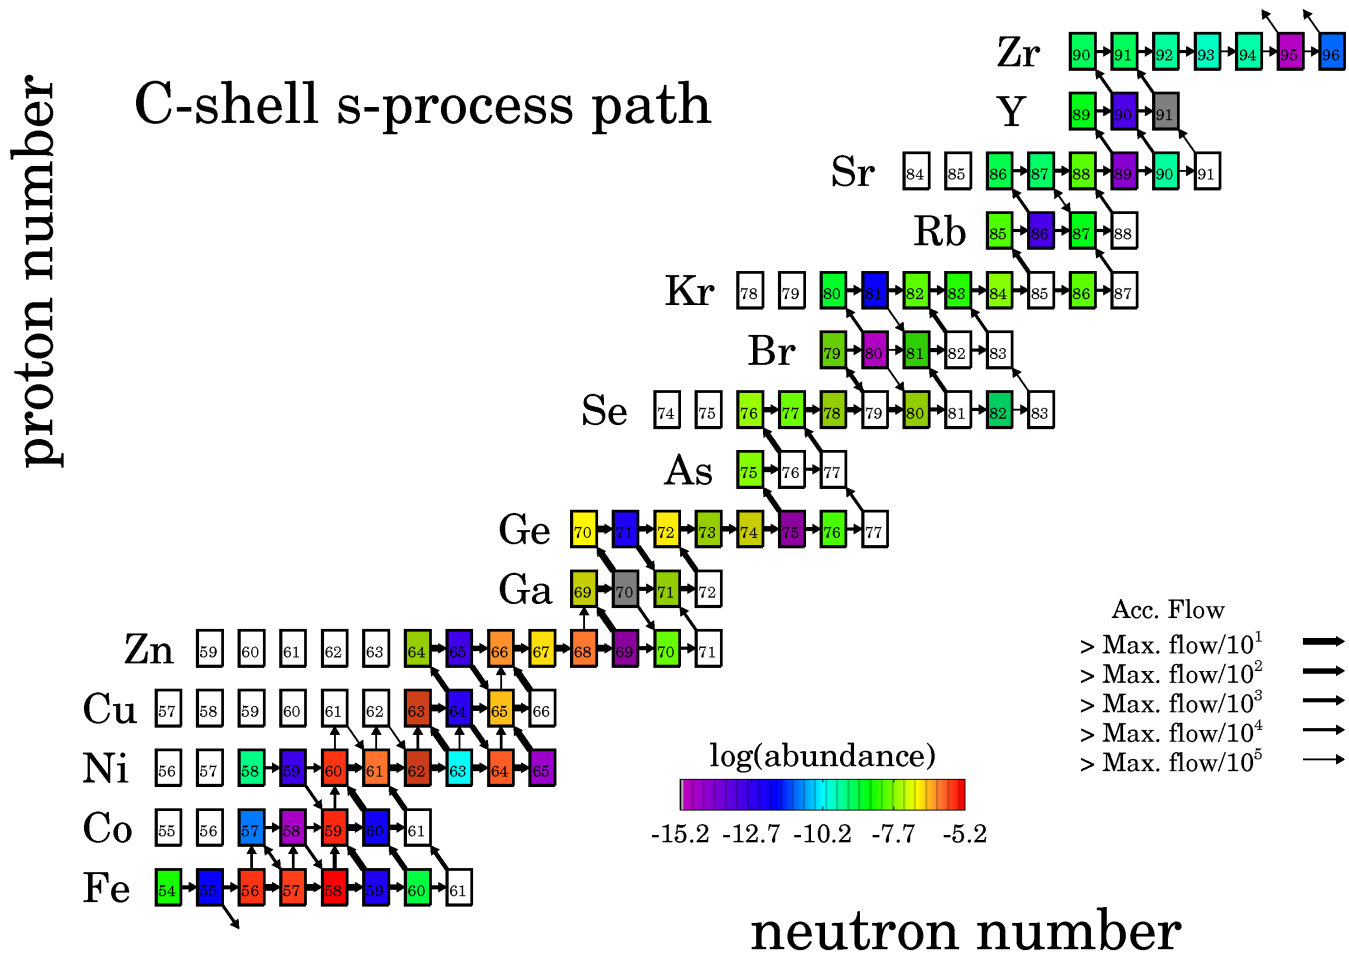 C-shell s-process path
proton number
neutron number
Zr 90 91 92 93 94 95 96
Y 89 90 91
Sr 84 85 86 87 88 89 90 91
Rb 85 86 87 88
Kr 78 79 80 81 82 83 84 85 86 87
Br 79 80 81 82 83
Se 74 75 76 77 78 79 80 81 82 83
As 75 76 77
Ge 70 71 72 73 74 75 76 77
Ga 69 70 71 72
Zn 59 60 61 62 63 64 65 66 67 68 69 70 71
Cu 57 58 59 60 61 62 63 64 65 66
Ni 56 57 58 59 60 61 62 63 64 65
Co 55 56 57 58 59 60 61
Fe 54 55 56 57 58 59 60 61
Acc. Flow
> Max. flow/10¹
> Max. flow/10²
> Max. flow/10³
> Max. flow/10⁴
> Max. flow/10⁵
log(abundance)
-15.2 -12.7 -10.2 -7.7 -5.2